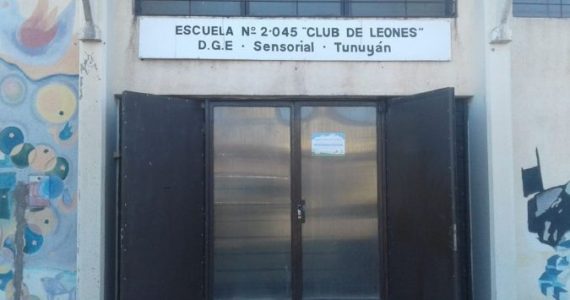 ESCUELA Nº 2·045 "CLUB DE LEONES"
D.G.E · Sensorial · Tunuyán